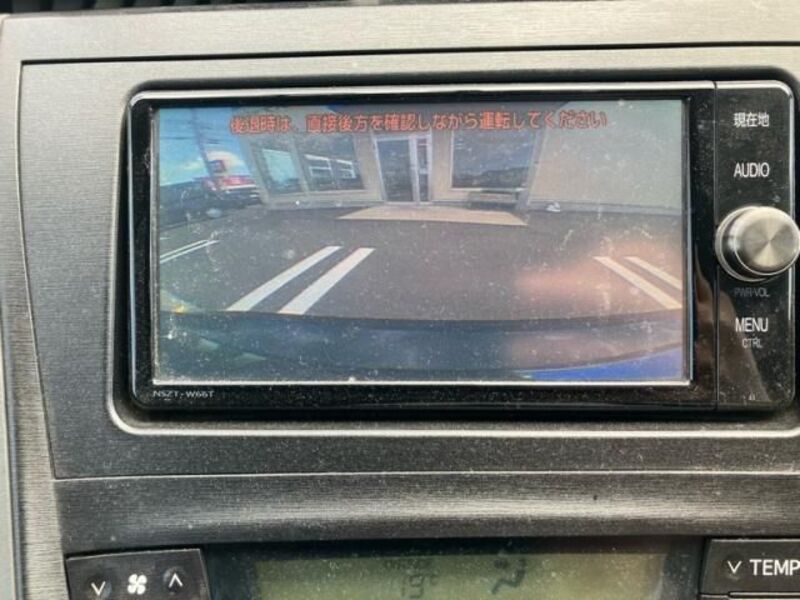 後退時は、直接後方を確認しながら運転してください
現在地
AUDIO
PWR-VOL
MENU
CTRL
NSZT-W66T
TEMP